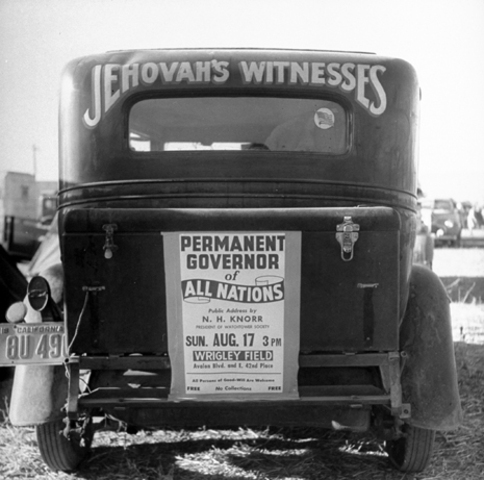 JEHOVAH'S WITNESSES
PERMANENT
GOVERNOR
of
ALL NATIONS
Public Address by
N. H. KNORR
PRESIDENT OF WATCHTOWER SOCIETY
SUN. AUG. 17 3 PM
WRIGLEY FIELD
Avalon Blvd. and E. 42nd Place
All Persons of Good-Will Are Welcome
FREE No Collections FREE
CALIFORNIA
8U 49